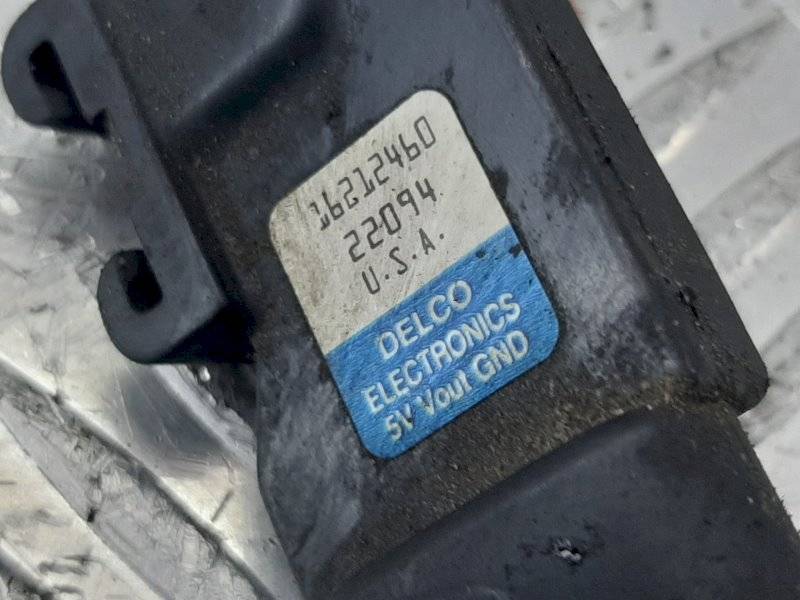 16212460
22094
U.S.A.
DELCO
ELECTRONICS
5V Vout GND